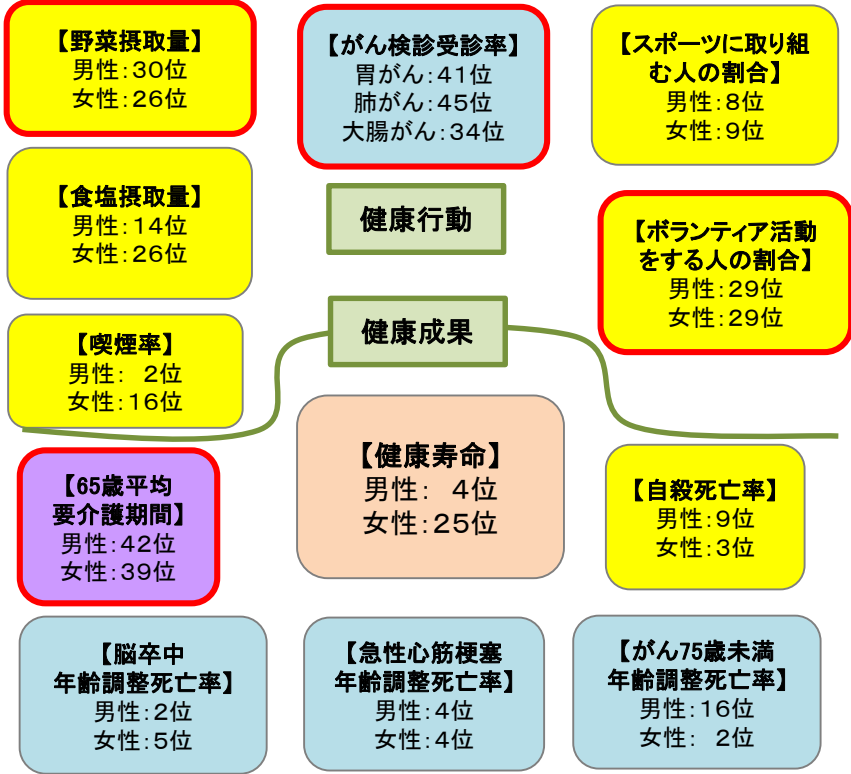 【野菜摂取量】
男性:30位
女性:26位
【がん検診受診率】
胃がん:41位
肺がん:45位
大腸がん:34位
【スポーツに取り組
む人の割合】
男性:8位
女性:9位
【食塩摂取量】
男性:14位
女性:26位
健康行動
【ボランティア活動
をする人の割合】
男性:29位
女性:29位
健康成果
【喫煙率】
男性: 2位
女性:16位
【健康寿命】
男性: 4位
女性:25位
【65歳平均
要介護期間】
男性:42位
女性:39位
【自殺死亡率】
男性:9位
女性:3位
【脳卒中
年齢調整死亡率】
男性:2位
女性:5位
【急性心筋梗塞
年齢調整死亡率】
男性:4位
女性:4位
【がん75歳未満
年齢調整死亡率】
男性:16位
女性: 2位